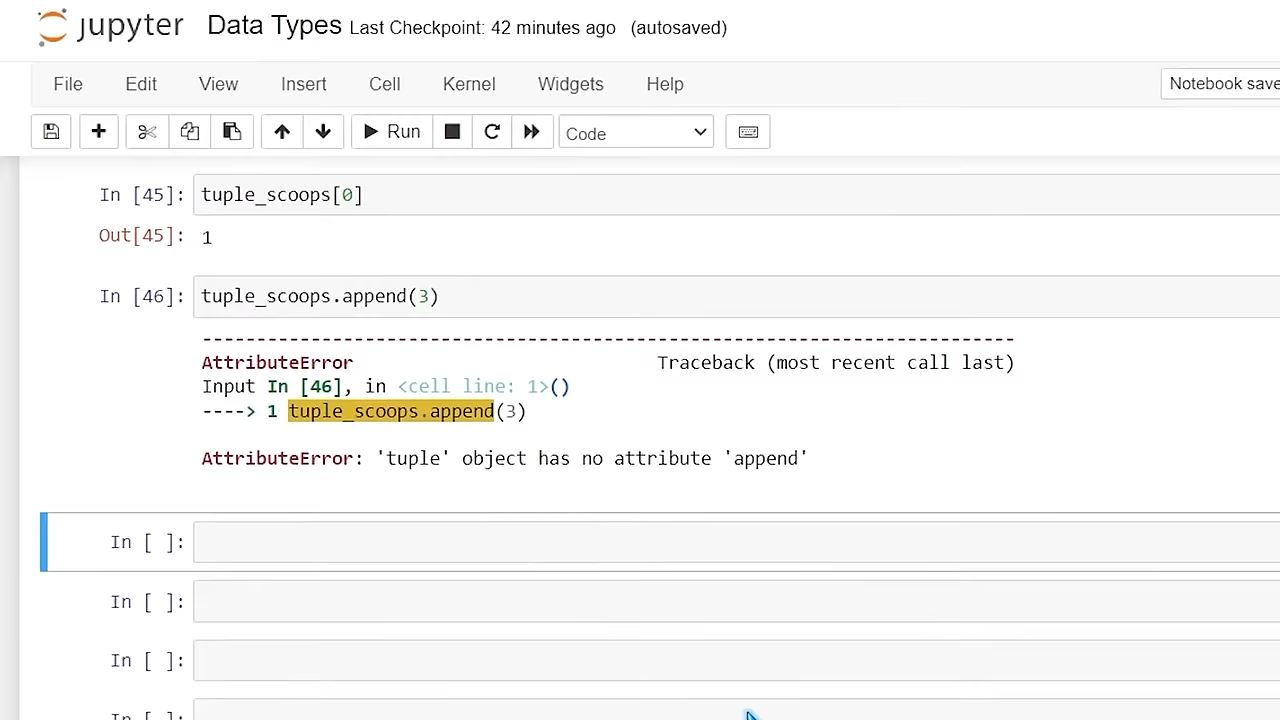 jupyter Data Types Last Checkpoint: 42 minutes ago (autosaved)
File Edit View Insert Cell Kernel Widgets Help Notebook save
Run Code
In [45]: tuple_scoops[0]
Out[45]: 1
In [46]: tuple_scoops.append(3)
---------------------------------------------------------------------------
AttributeError Traceback (most recent call last)
Input In [46], in <cell line: 1>()
----> 1 tuple_scoops.append(3)
AttributeError: 'tuple' object has no attribute 'append'
In [ ]:
In [ ]:
In [ ]:
In [ ]: